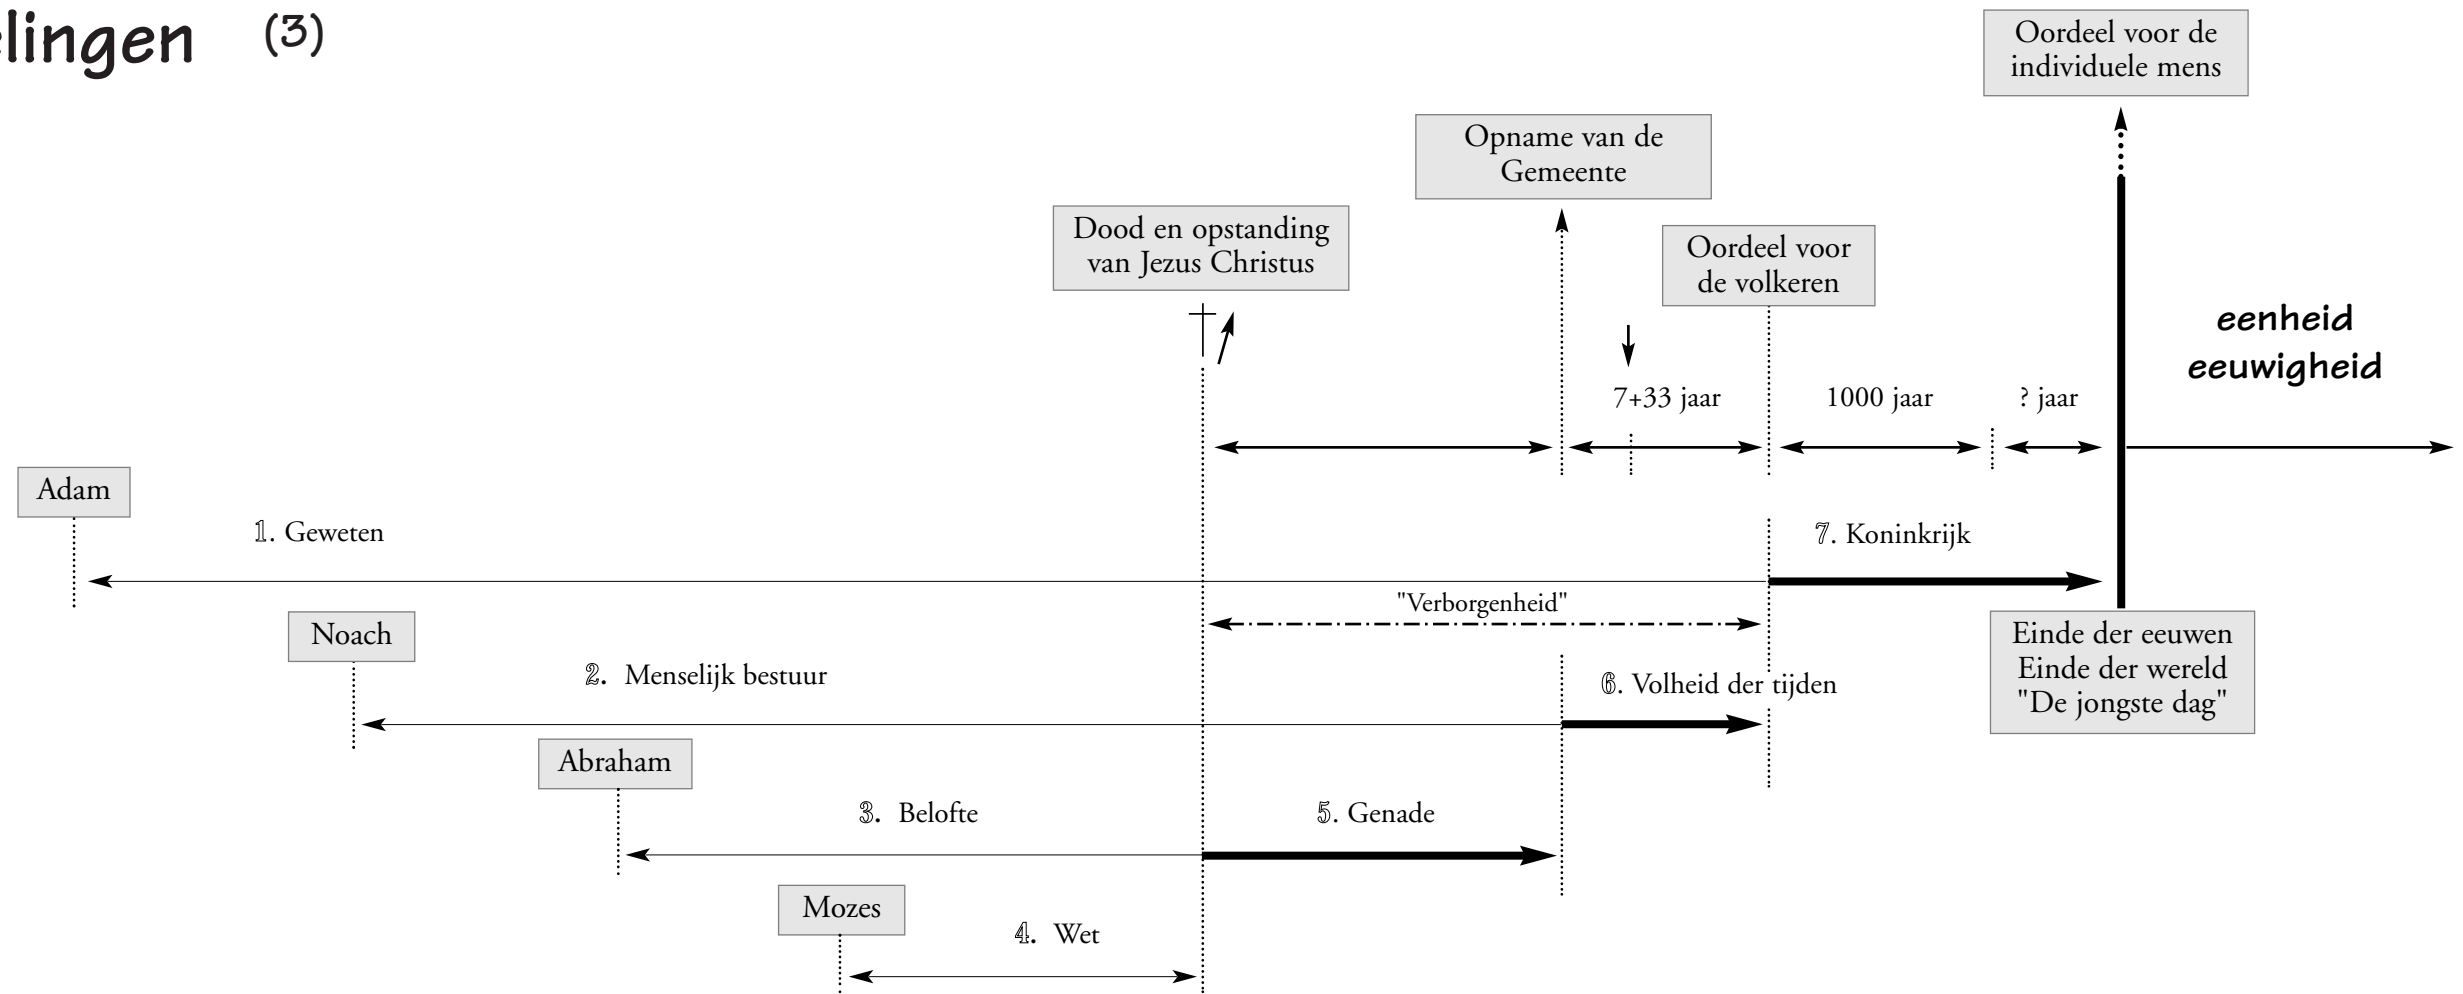 elingen (3)
Oordeel voor de
individuele mens
Opname van de
Gemeente
Dood en opstanding
van Jezus Christus
Oordeel voor
de volkeren
eenheid
eeuwigheid
7+33 jaar
1000 jaar
? jaar
Adam
1. Geweten
7. Koninkrijk
"Verborgenheid"
Noach
Einde der eeuwen
Einde der wereld
"De jongste dag"
2. Menselijk bestuur
6. Volheid der tijden
Abraham
3. Belofte
5. Genade
Mozes
4. Wet